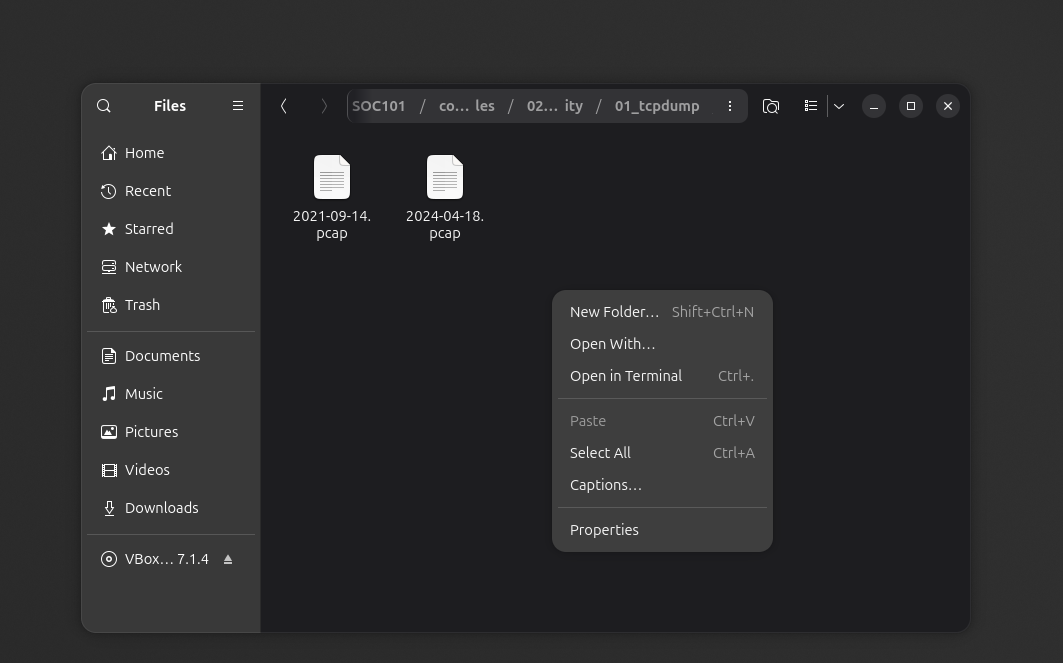 Files
SOC101 / co… les / 02… ity / 01_tcpdump
Home
Recent
Starred
Network
Trash
Documents
Music
Pictures
Videos
Downloads
VBox… 7.1.4
2021-09-14.
pcap
2024-04-18.
pcap
New Folder… Shift+Ctrl+N
Open With…
Open in Terminal Ctrl+.
Paste Ctrl+V
Select All Ctrl+A
Captions…
Properties